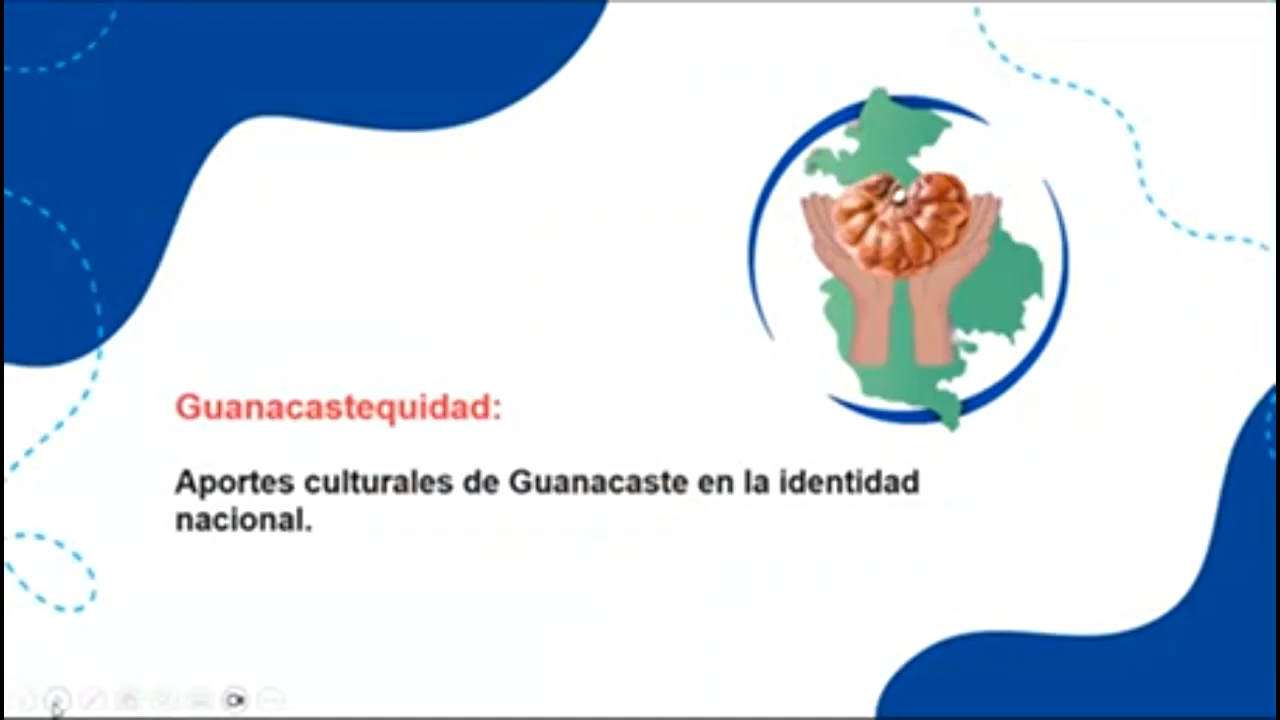 Guanacastequidad:
Aportes culturales de Guanacaste en la identidad
nacional.